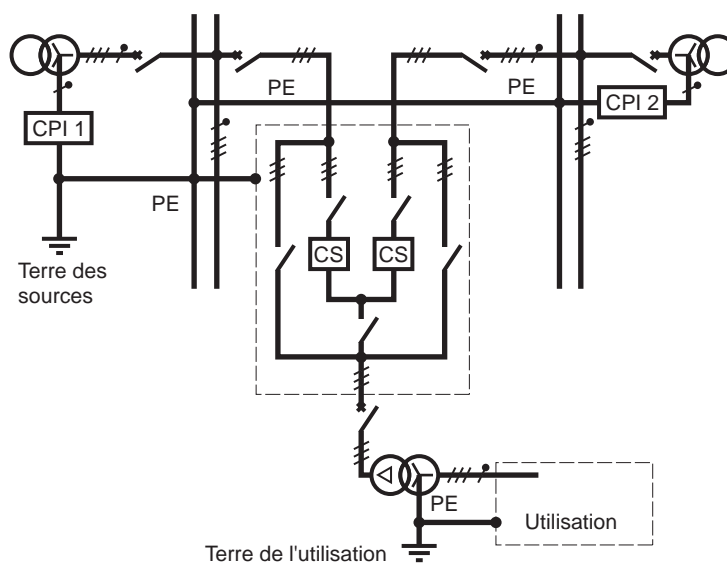 PE
PE
CPI 2
CPI 1
PE
CS
CS
Terre des
sources
PE
Utilisation
Terre de l'utilisation